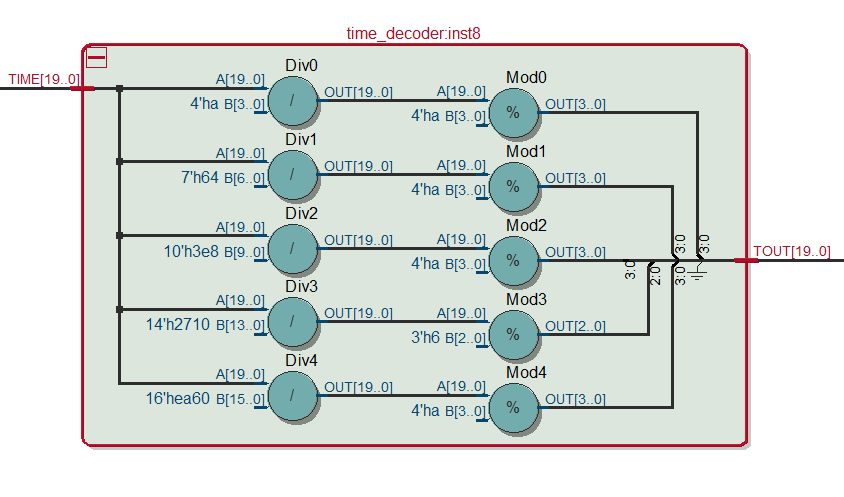 time_decoder:inst8
TIME[19..0]
Div0
A[19..0]
4'ha B[3..0]
/
OUT[19..0]
Mod0
A[19..0]
4'ha B[3..0]
%
OUT[3..0]
Div1
A[19..0]
7'h64 B[6..0]
/
OUT[19..0]
Mod1
A[19..0]
4'ha B[3..0]
%
OUT[3..0]
Div2
A[19..0]
10'h3e8 B[9..0]
/
OUT[19..0]
Mod2
A[19..0]
4'ha B[3..0]
%
OUT[3..0]
Div3
A[19..0]
14'h2710 B[13..0]
/
OUT[19..0]
Mod3
A[19..0]
3'h6 B[2..0]
%
OUT[2..0]
Div4
A[19..0]
16'hea60 B[15..0]
/
OUT[19..0]
Mod4
A[19..0]
4'ha B[3..0]
%
OUT[3..0]
3:0
2:0
3:0
3:0
3:0
TOUT[19..0]